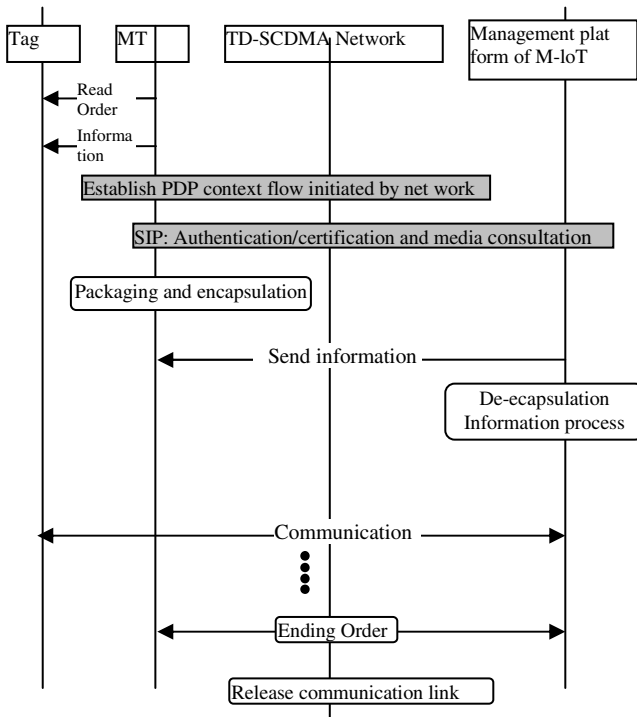 Tag
MT
TD-SCDMA Network
Management plat
form of M-loT
Read
Order
Informa
tion
Establish PDP context flow initiated by net work
SIP: Authentication/certification and media consultation
Packaging and encapsulation
Send information
De-ecapsulation
Information process
Communication
Ending Order
Release communication link